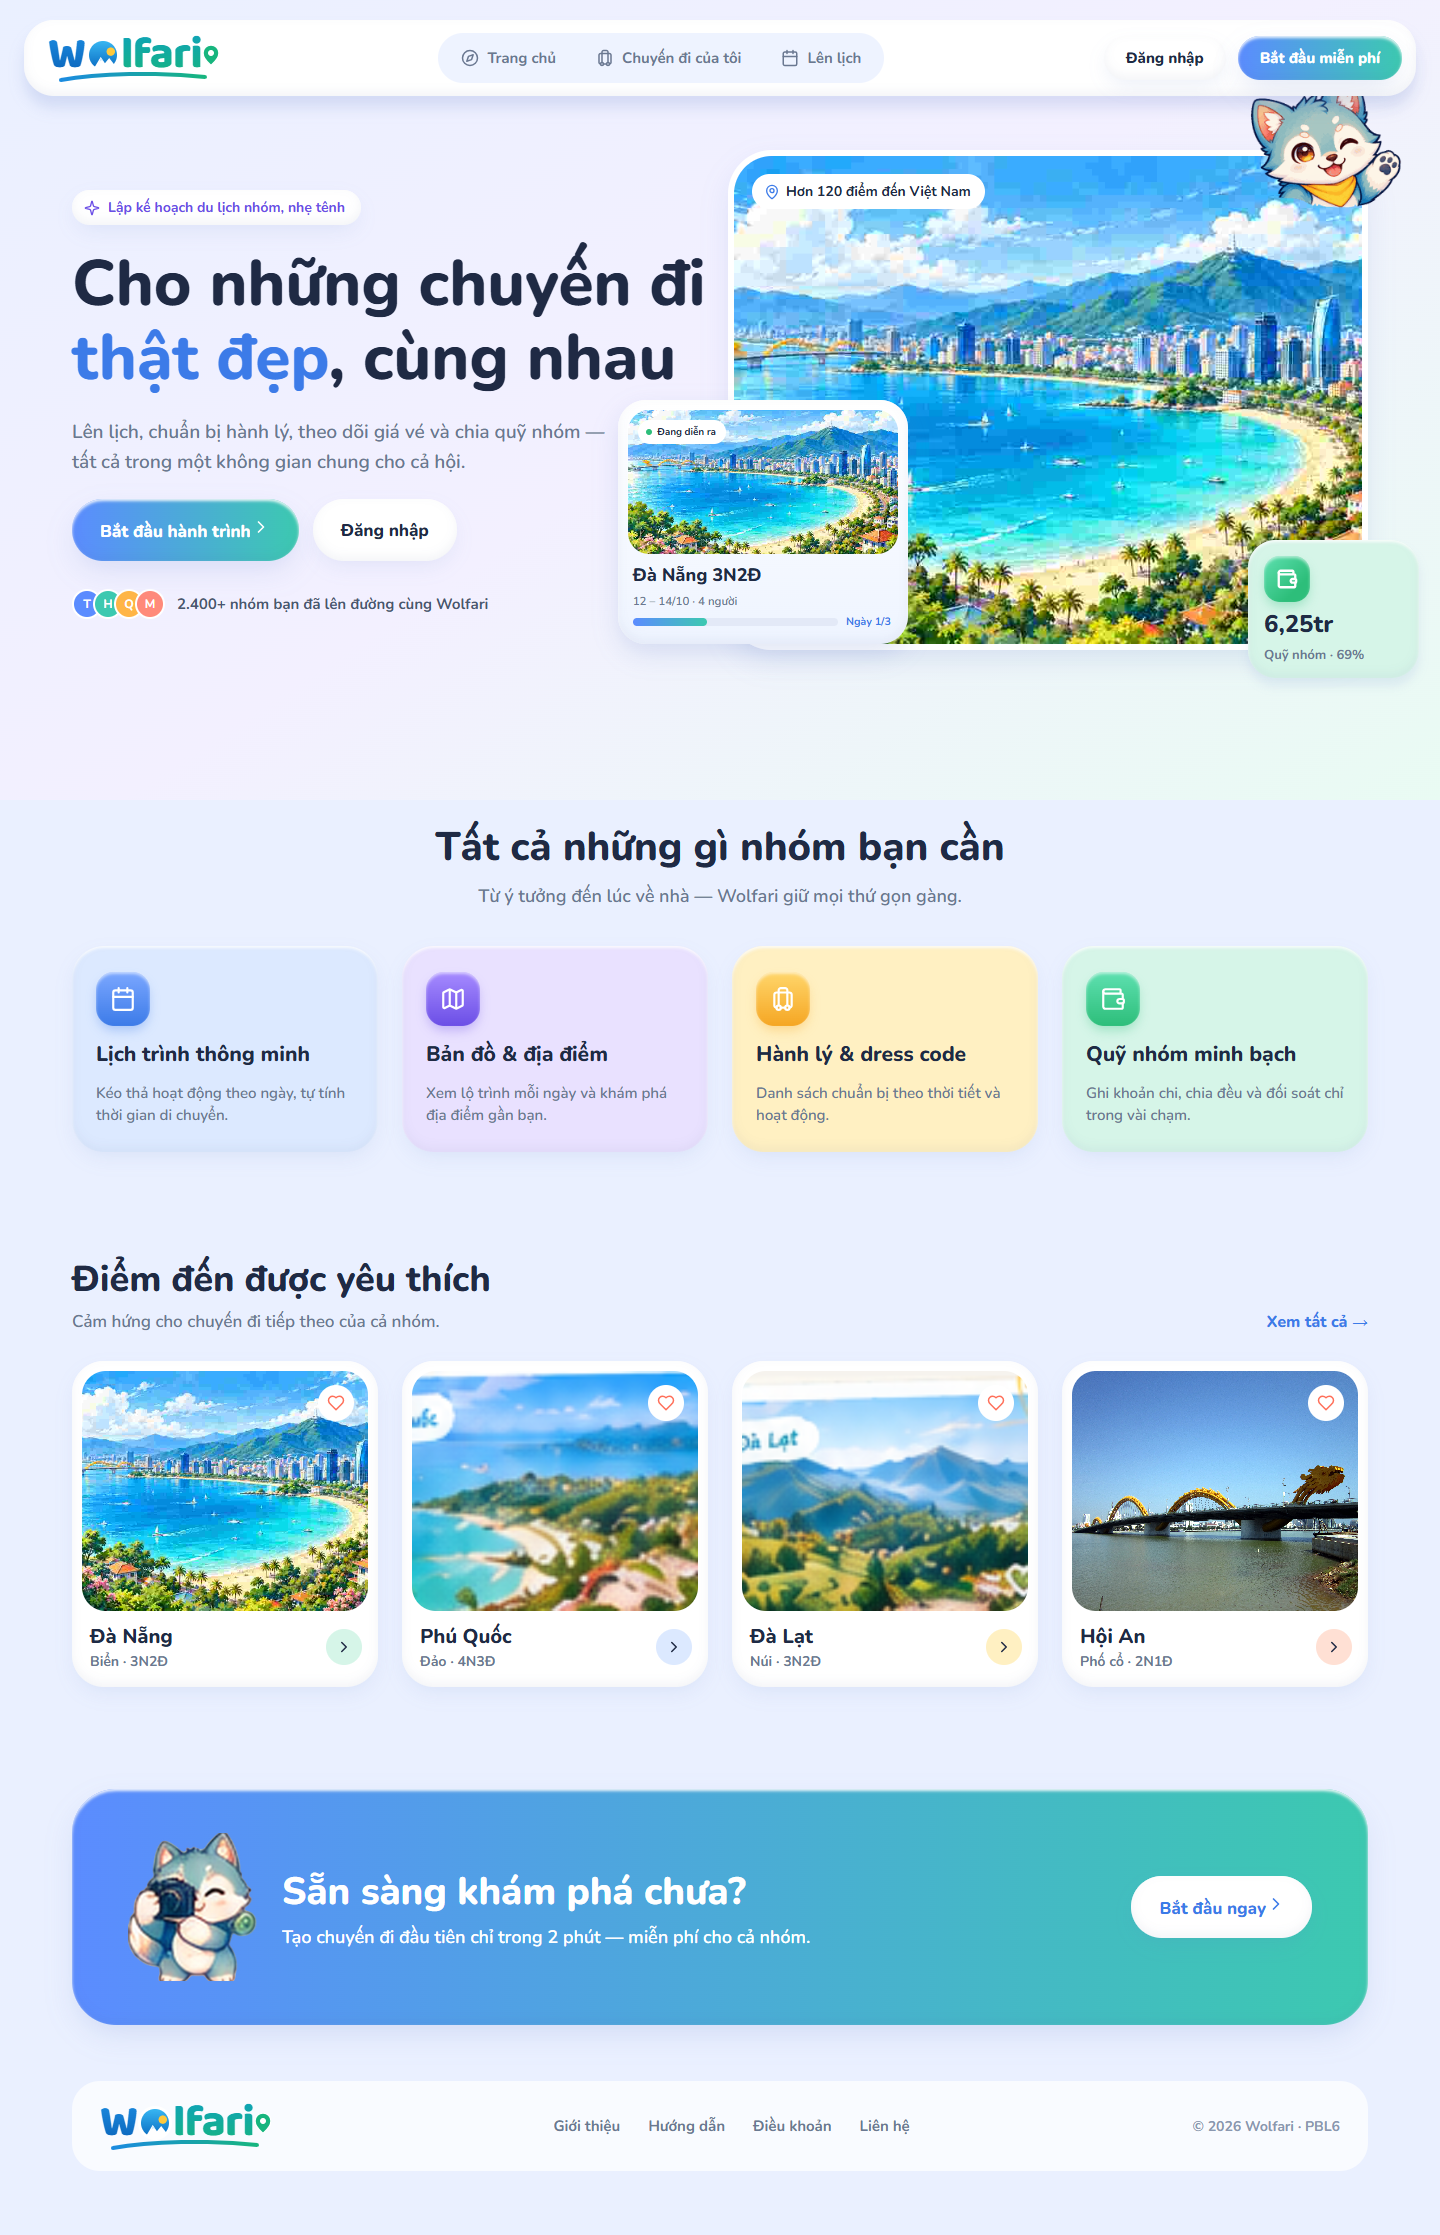 Wolfari
Trang chủ
Chuyến đi của tôi
Lên lịch
Đăng nhập
Bắt đầu miễn phí
Lập kế hoạch du lịch nhóm, nhẹ tênh
Cho những chuyến đi
thật đẹp, cùng nhau
Lên lịch, chuẩn bị hành lý, theo dõi giá vé và chia quỹ nhóm —
tất cả trong một không gian chung cho cả hội.
Bắt đầu hành trình
Đăng nhập
T H Q M
2.400+ nhóm bạn đã lên đường cùng Wolfari
Hơn 120 điểm đến Việt Nam
Đang diễn ra
Đà Nẵng 3N2Đ
12 – 14/10 · 4 người
Ngày 1/3
6,25tr
Quỹ nhóm · 69%
Tất cả những gì nhóm bạn cần
Từ ý tưởng đến lúc về nhà — Wolfari giữ mọi thứ gọn gàng.
Lịch trình thông minh
Kéo thả hoạt động theo ngày, tự tính
thời gian di chuyển.
Bản đồ & địa điểm
Xem lộ trình mỗi ngày và khám phá
địa điểm gần bạn.
Hành lý & dress code
Danh sách chuẩn bị theo thời tiết và
hoạt động.
Quỹ nhóm minh bạch
Ghi khoản chi, chia đều và đối soát chỉ
trong vài chạm.
Điểm đến được yêu thích
Cảm hứng cho chuyến đi tiếp theo của cả nhóm.
Xem tất cả →
Đà Nẵng
Biển · 3N2Đ
Phú Quốc
Đảo · 4N3Đ
Đà Lạt
Đà Lạt
Núi · 3N2Đ
Hội An
Phố cổ · 2N1Đ
Sẵn sàng khám phá chưa?
Tạo chuyến đi đầu tiên chỉ trong 2 phút — miễn phí cho cả nhóm.
Bắt đầu ngay
Wolfari
Giới thiệu
Hướng dẫn
Điều khoản
Liên hệ
© 2026 Wolfari · PBL6